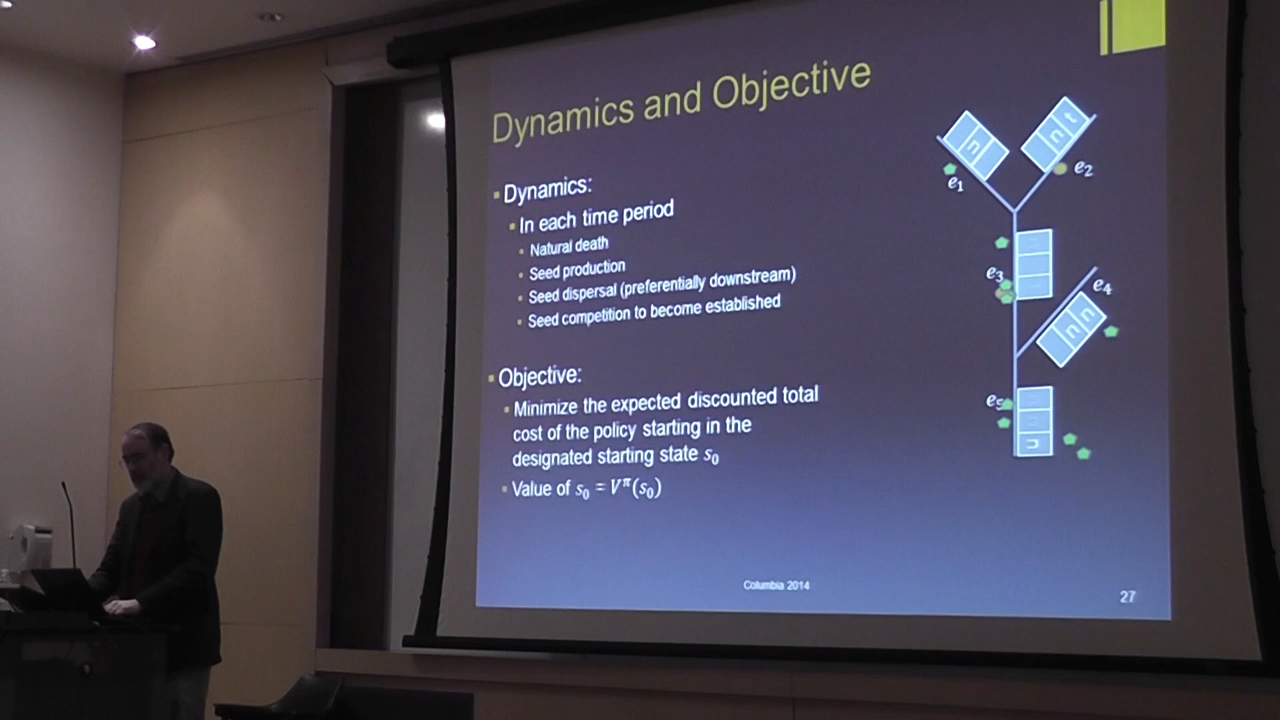 Dynamics and Objective
Dynamics:
In each time period
Natural death
Seed production
Seed dispersal (preferentially downstream)
Seed competition to become established
Objective:
Minimize the expected discounted total
cost of the policy starting in the
designated starting state s₀
Value of s₀ = V^π(s₀)
n
n t
e₁
e₂
e₃
e₄
n n
e₅
Columbia 2014
27